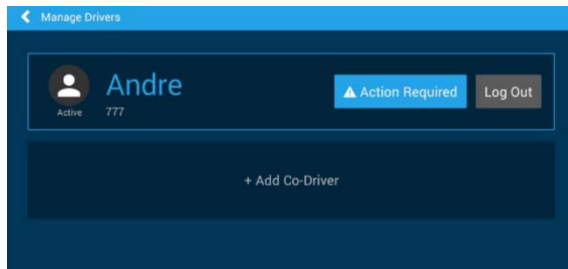 Manage Drivers
Andre
Action Required
Log Out
Active 777
+ Add Co-Driver